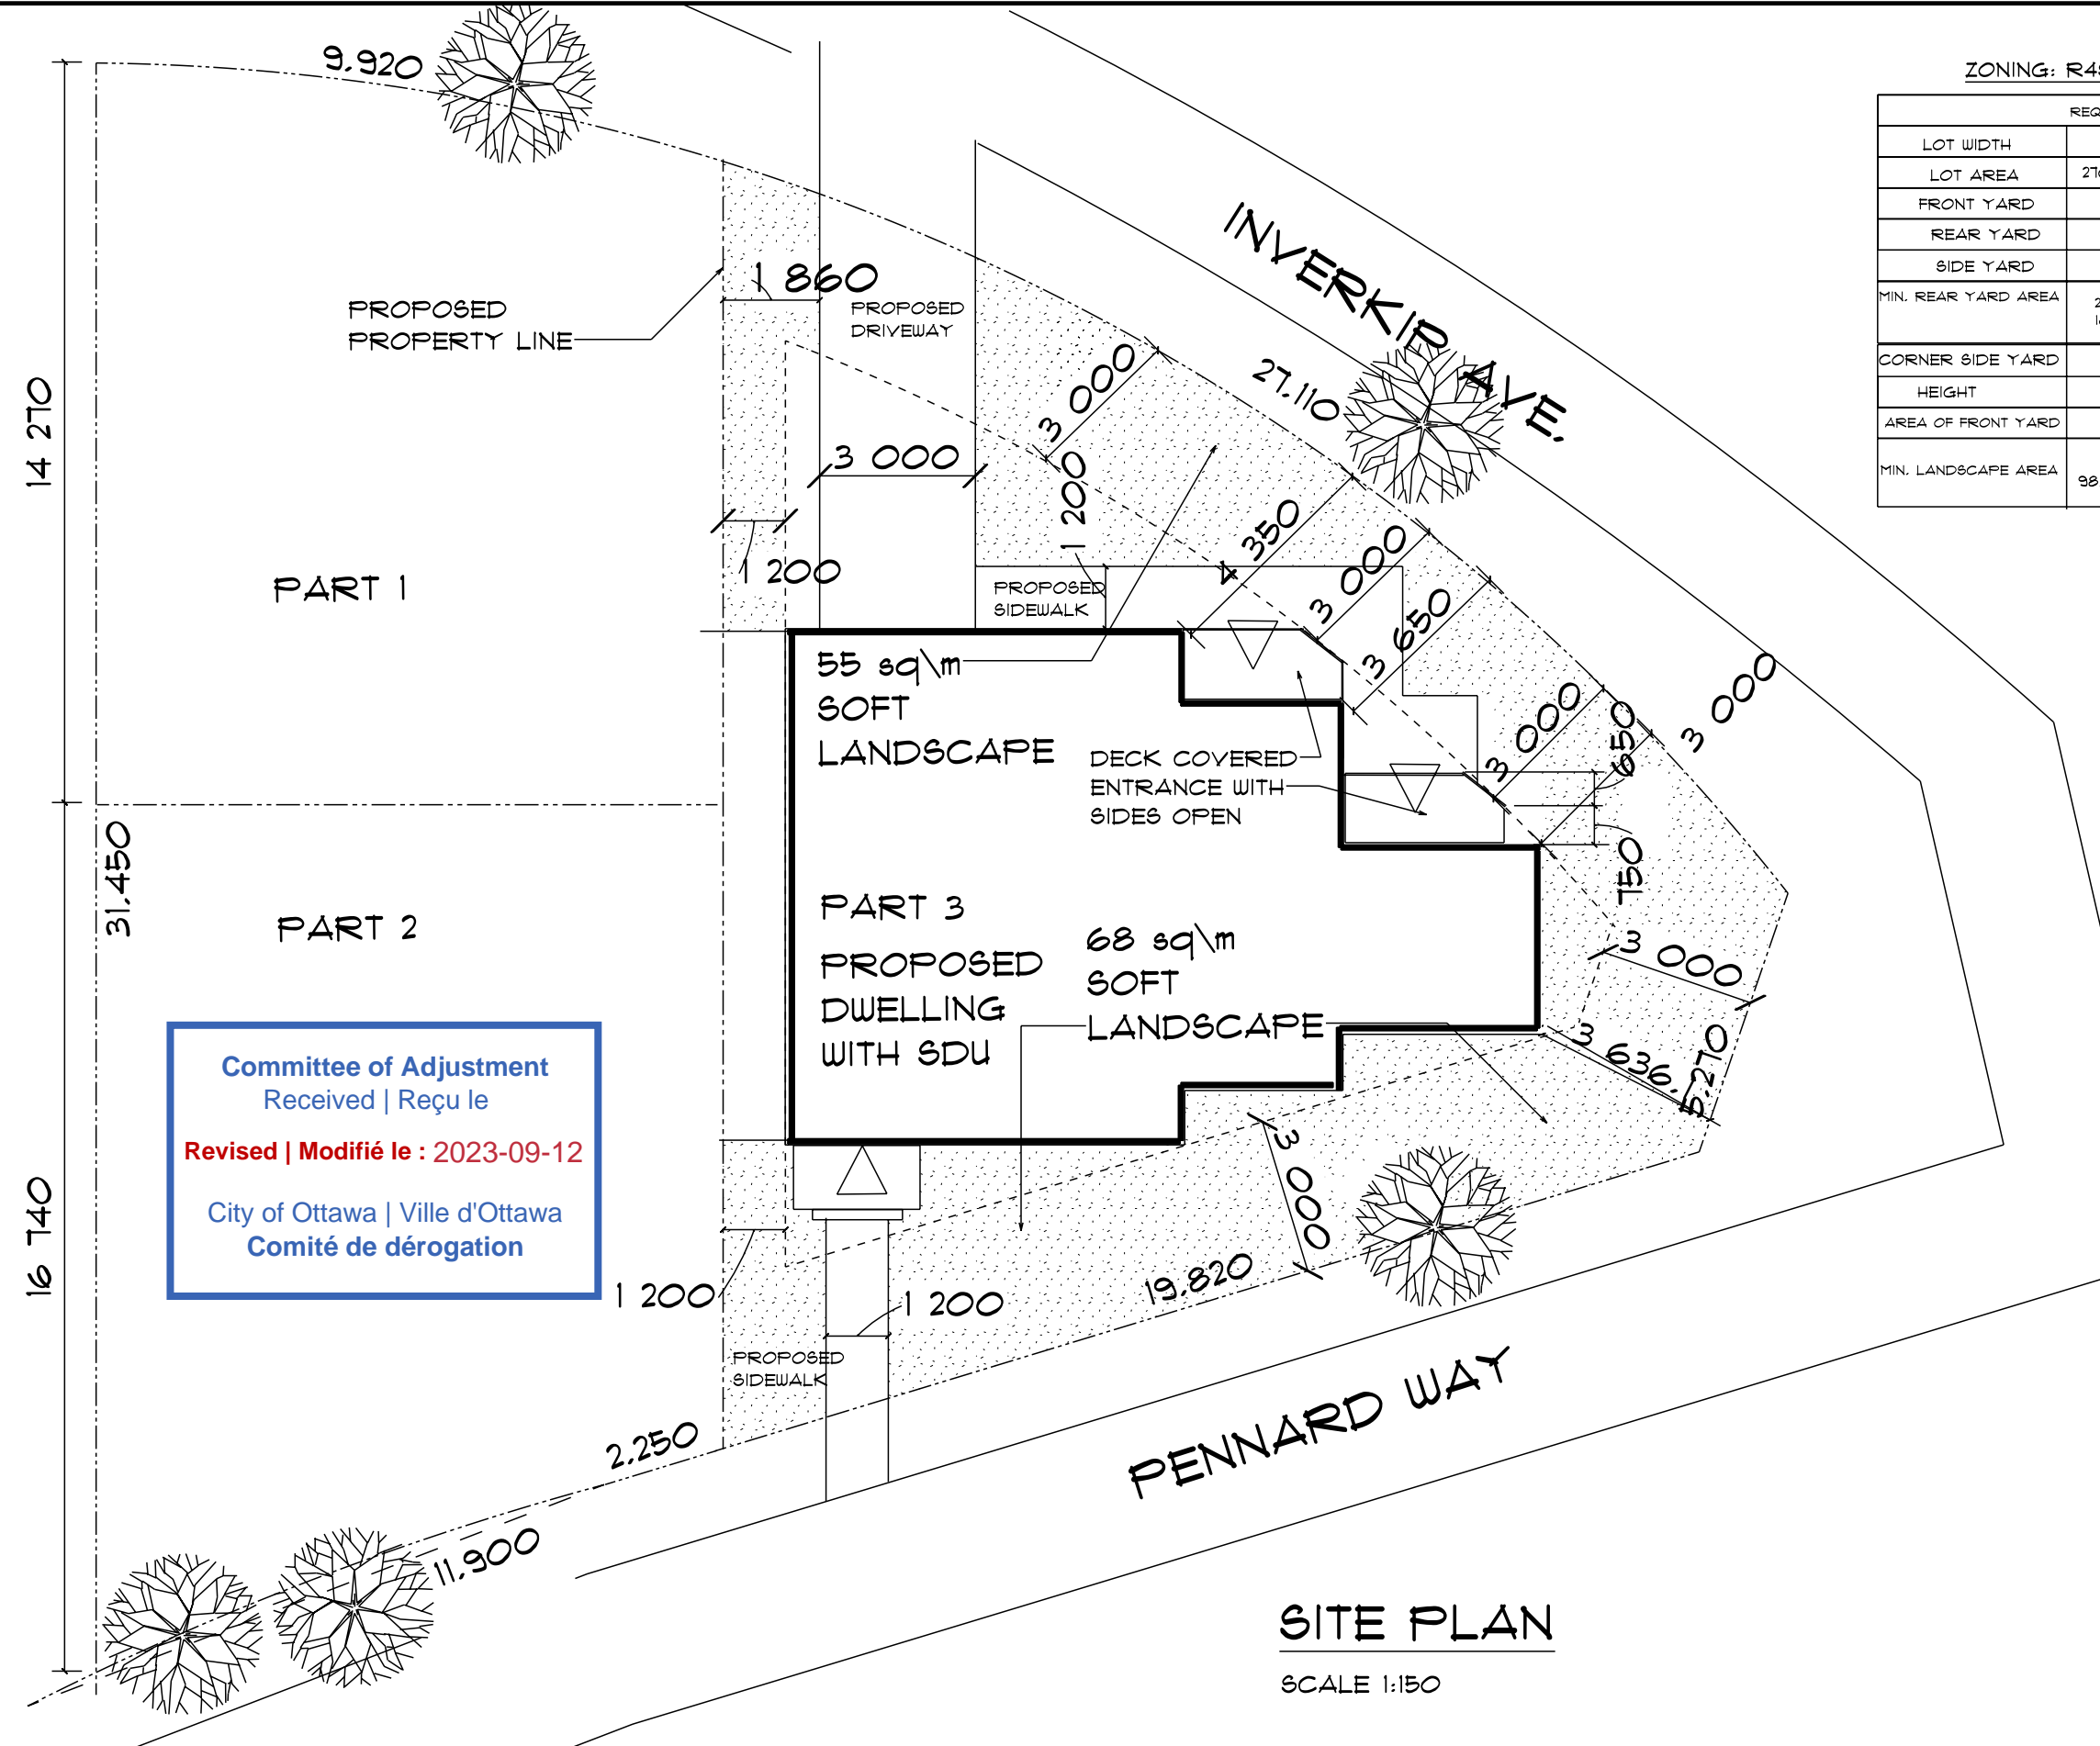 9.920
ZONING: R4
REQ
LOT WIDTH
LOT AREA
FRONT YARD
REAR YARD
SIDE YARD
MIN. REAR YARD AREA
CORNER SIDE YARD
HEIGHT
AREA OF FRONT YARD
MIN. LANDSCAPE AREA
98
INVERKIP AVE.
27.110
PROPOSED
PROPERTY LINE
1 860
PROPOSED
DRIVEWAY
3 000
3 000
1 200
1 200
14 270
PART 1
PROPOSED
SIDEWALK
4 350
3 000
3 650
3 000
650
3 000
750
55 sq\m
SOFT
LANDSCAPE
DECK COVERED
ENTRANCE WITH
SIDES OPEN
31.450
PART 2
PART 3
PROPOSED
DWELLING
WITH SDU
68 sq\m
SOFT
LANDSCAPE
3 000
3 636.
5.270
3 000
Committee of Adjustment
Received | Reçu le
Revised | Modifié le : 2023-09-12
City of Ottawa | Ville d'Ottawa
Comité de dérogation
16 740
1 200
1 200
19.820
PROPOSED
SIDEWALK
2.250
11.900
PENNARD WAY
SITE PLAN
SCALE 1:150